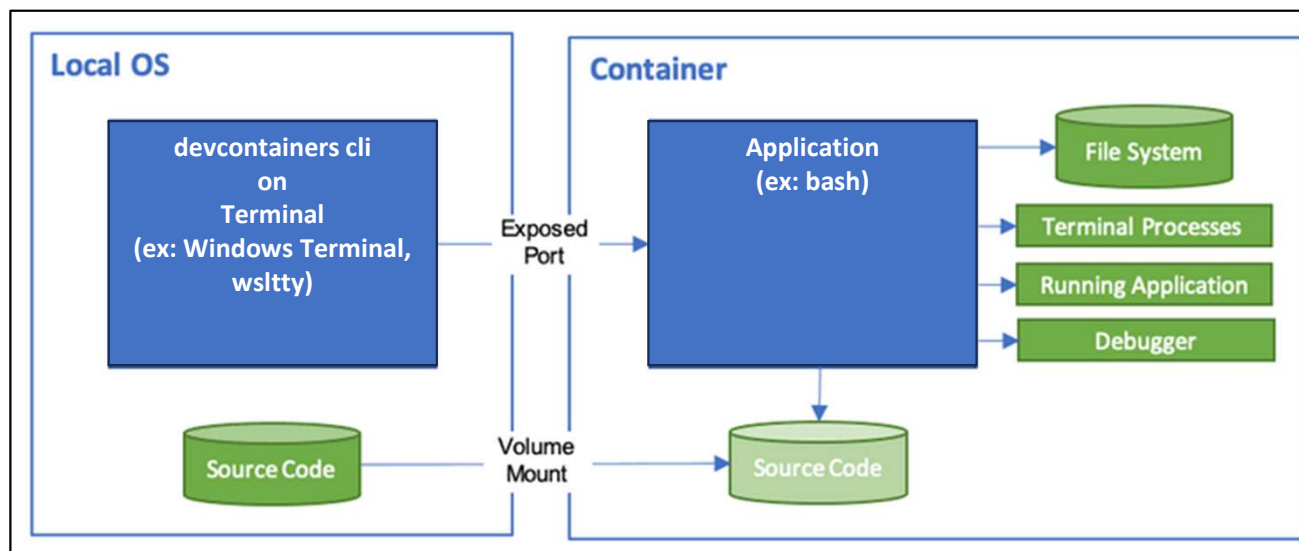 Local OS
devcontainers cli
on
Terminal
(ex: Windows Terminal,
wsltty)
Source Code
Exposed
Port
Volume
Mount
Container
Application
(ex: bash)
File System
Terminal Processes
Running Application
Debugger
Source Code